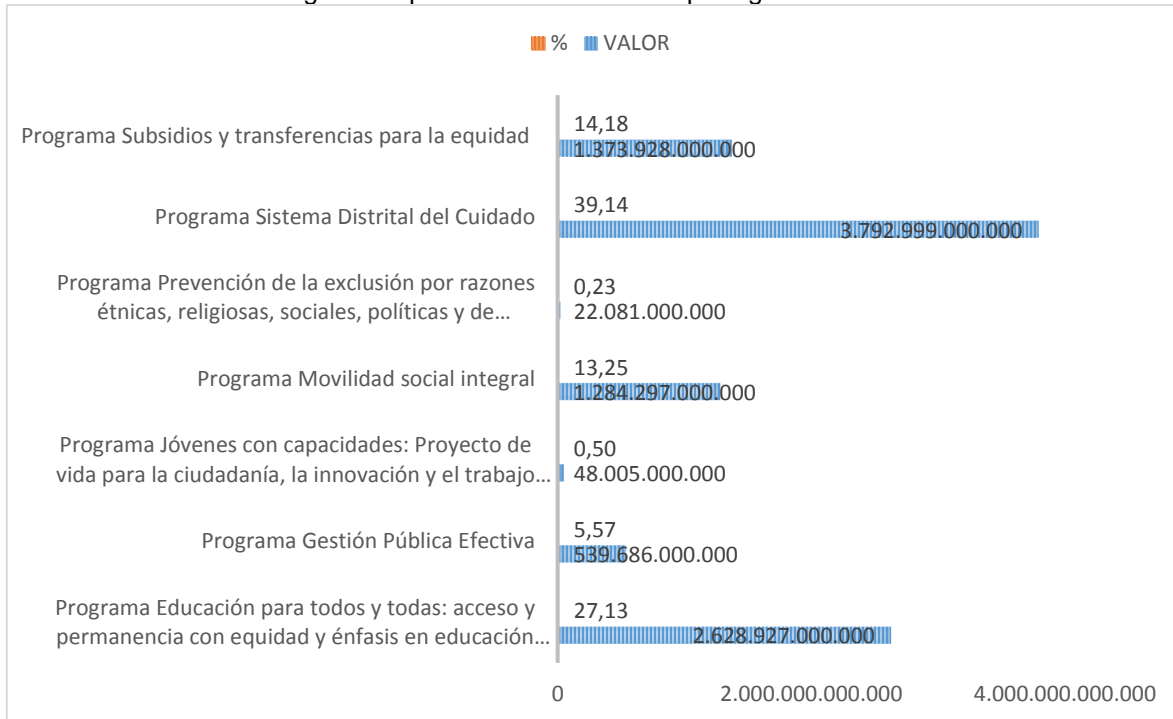 % VALOR
Programa Subsidios y transferencias para la equidad
14,18
1.373.928.000.000
Programa Sistema Distrital del Cuidado
39,14
3.792.999.000.000
Programa Prevención de la exclusión por razones
étnicas, religiosas, sociales, políticas y de…
0,23
22.081.000.000
Programa Movilidad social integral
13,25
1.284.297.000.000
Programa Jóvenes con capacidades: Proyecto de
vida para la ciudadanía, la innovación y el trabajo…
0,50
48.005.000.000
Programa Gestión Pública Efectiva
5,57
539.686.000.000
Programa Educación para todos y todas: acceso y
permanencia con equidad y énfasis en educación…
27,13
2.628.927.000.000
0 2.000.000.000.000 4.000.000.000.000